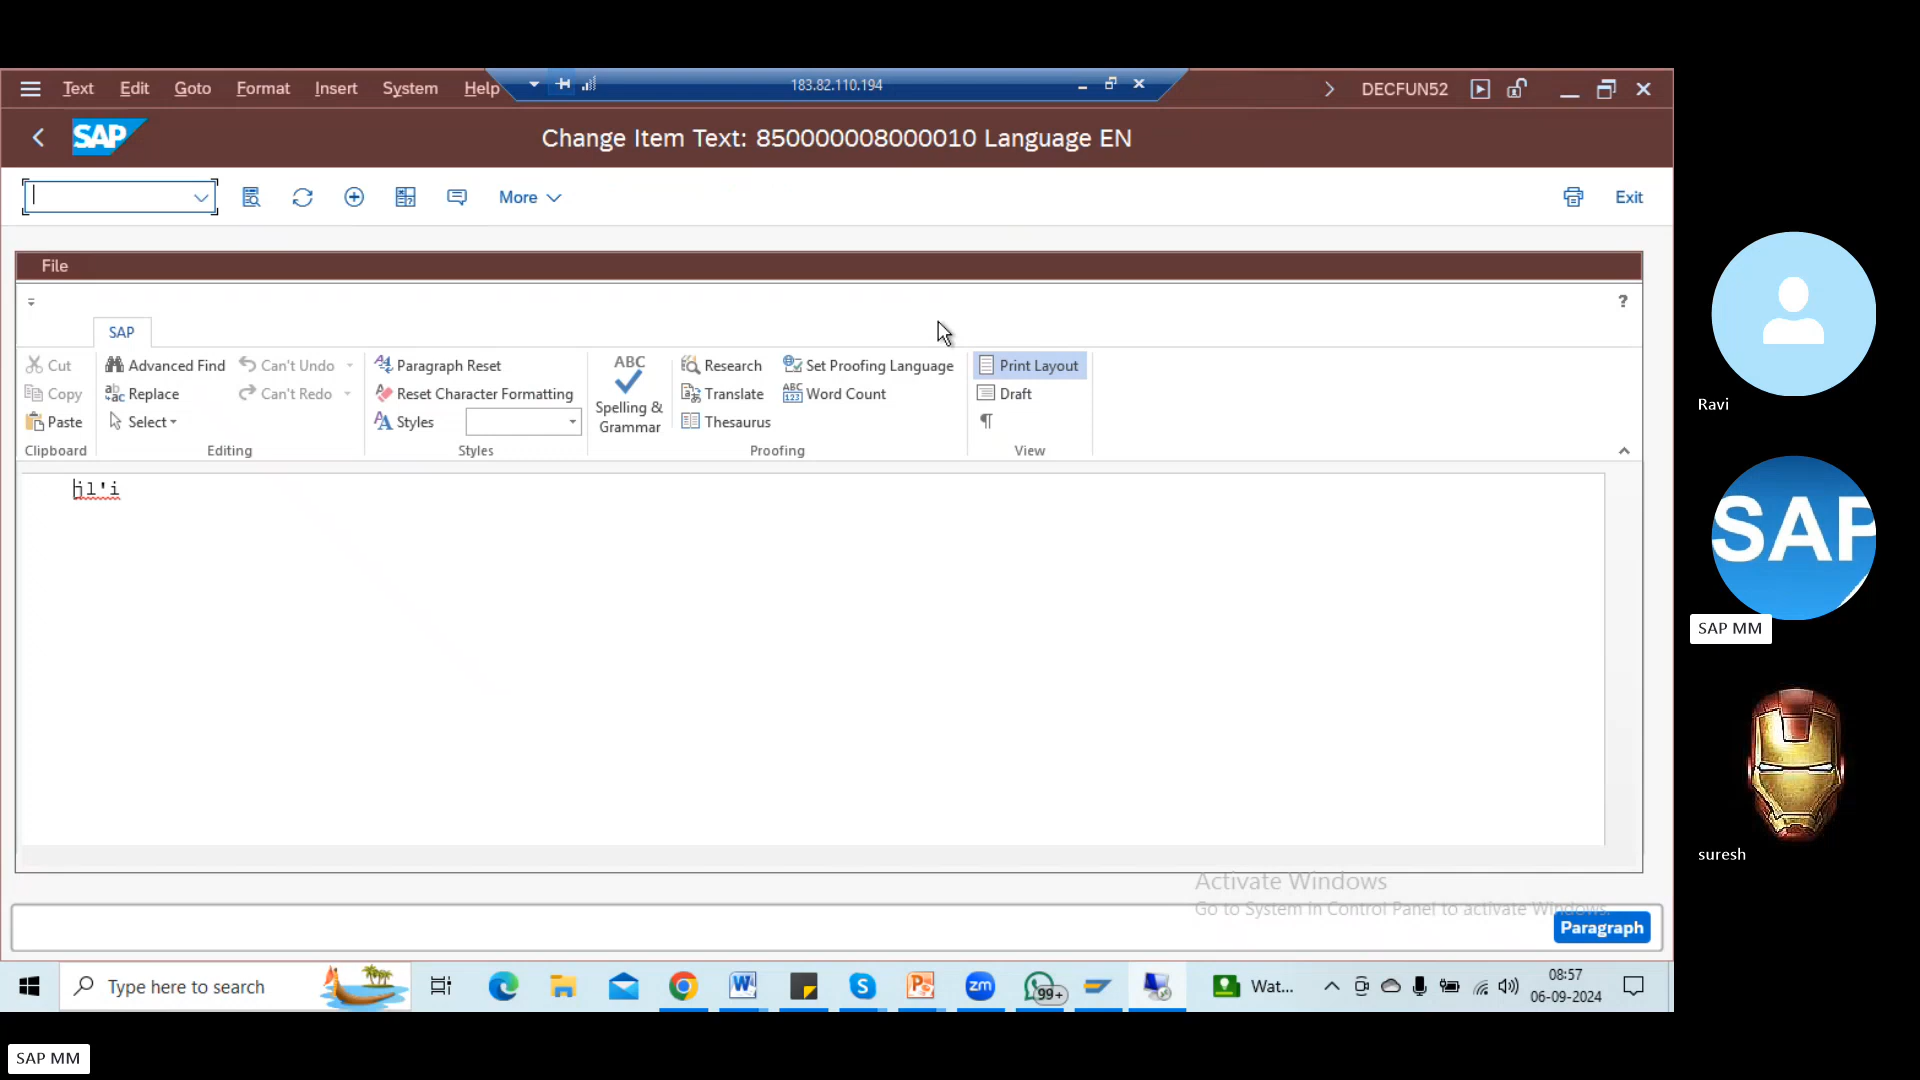 Text Edit Goto Format Insert System Help 183.82.110.194 DECFUN52
SAP Change Item Text: 850000008000010 Language EN
More Exit
File
?
SAP
Cut Advanced Find Can't Undo Paragraph Reset ABC Research Set Proofing Language Print Layout
Copy Replace Can't Redo Reset Character Formatting Spelling & Grammar Translate Word Count Draft
Paste Select Styles Thesaurus
Clipboard Editing Styles Proofing View
jl'i
Activate Windows
Go to System in Control Panel to activate Windows.
Paragraph
Type here to search zm 99+ Wat... 08:57
06-09-2024
Ravi
SAP
SAP MM
suresh
SAP MM